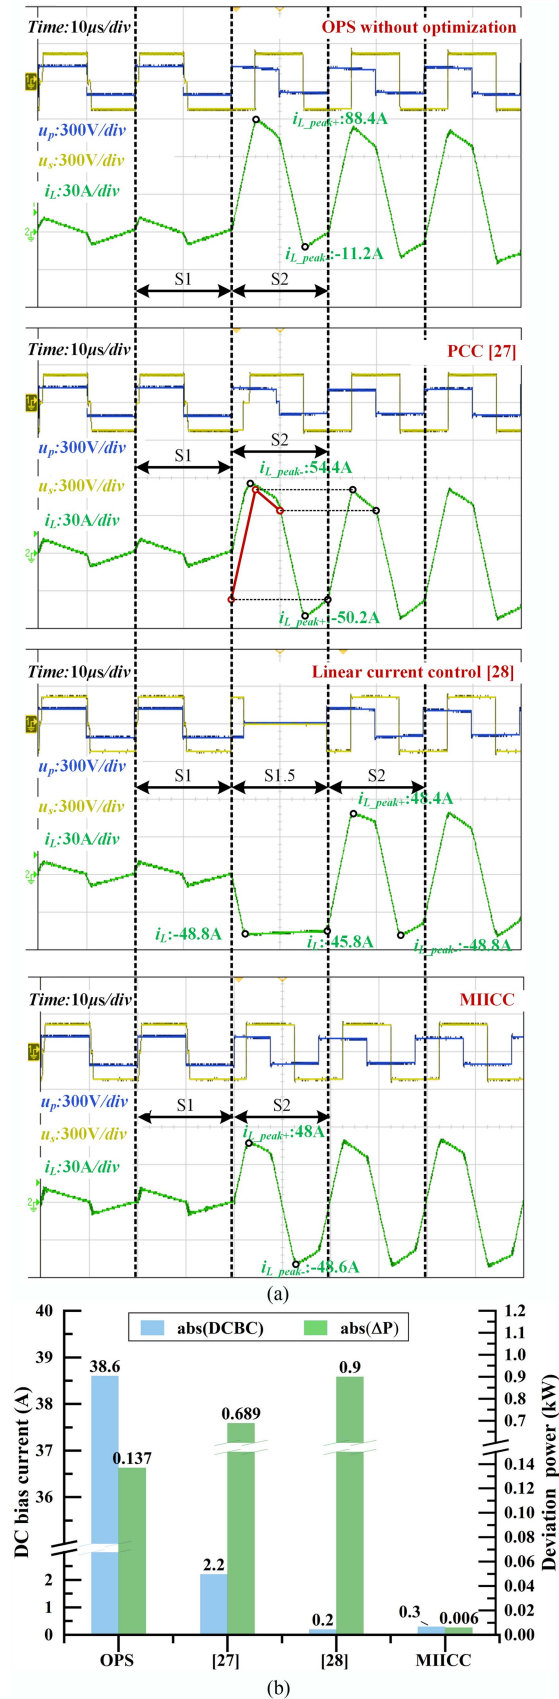 Time:10μs/div
OPS without optimization
iL_peak+:88.4A
up:300V/div
us:300V/div
iL:30A/div
iL_peak-:-11.2A
S1
S2
Time:10μs/div
PCC [27]
S2
up:300V/div
S1
iL_peak-:54.4A
us:300V/div
iL:30A/div
iL_peak+:-50.2A
Time:10μs/div
Linear current control [28]
up:300V/div
S1
S1.5
S2
us:300V/div
iL_peak+:48.4A
iL:30A/div
iL:-48.8A
iL:-45.8A
iL_peak-:-48.8A
Time:10μs/div
MIICC
up:300V/div
S1
S2
us:300V/div
iL_peak+:48A
iL:30A/div
iL_peak-:-48.6A
(a)
DC bias current (A)
40
39
38
37
36
2
1
0
abs(DCBC)
abs(ΔP)
38.6
0.137
2.2
0.689
0.2
0.9
0.3
0.006
1.2
1.1
1.0
0.9
0.8
0.7
0.14
0.12
0.10
0.08
0.06
0.04
0.02
0.00
Deviation power (kW)
OPS
[27]
[28]
MIICC
(b)